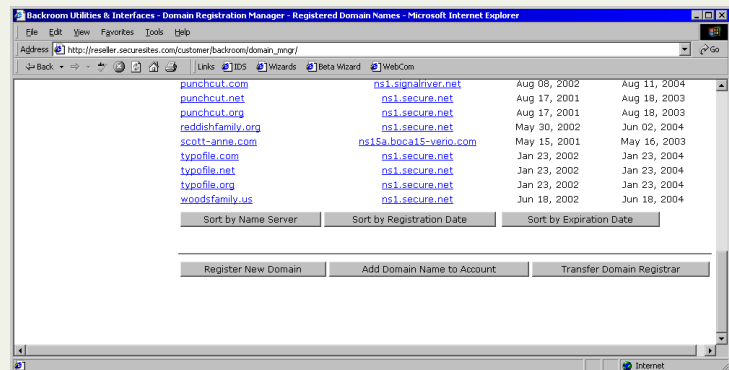 Backroom Utilities & Interfaces - Domain Registration Manager - Registered Domain Names - Microsoft Internet Explorer
File Edit View Favorites Tools Help
Address http://reseller.securesites.com/customer/backroom/domain_mngr/ Go
Back Links IDS Wizards Beta Wizard WebCom
punchcut.com ns1.signalriver.net Aug 08, 2002 Aug 11, 2004
punchcut.net ns1.secure.net Aug 17, 2001 Aug 18, 2003
punchcut.org ns1.secure.net Aug 17, 2001 Aug 18, 2003
reddishfamily.org ns1.secure.net May 30, 2002 Jun 02, 2004
scott-anne.com ns15a.boca15-verio.com May 15, 2001 May 16, 2003
typofile.com ns1.secure.net Jan 23, 2002 Jan 23, 2004
typofile.net ns1.secure.net Jan 23, 2002 Jan 23, 2004
typofile.org ns1.secure.net Jan 23, 2002 Jan 23, 2004
woodsfamily.us ns1.secure.net Jun 18, 2002 Jun 18, 2004
Sort by Name Server Sort by Registration Date Sort by Expiration Date
Register New Domain Add Domain Name to Account Transfer Domain Registrar
Internet